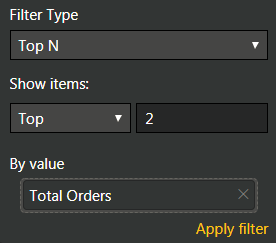 Filter Type
Top N
Show items:
Top 2
By value
Total Orders
Apply filter